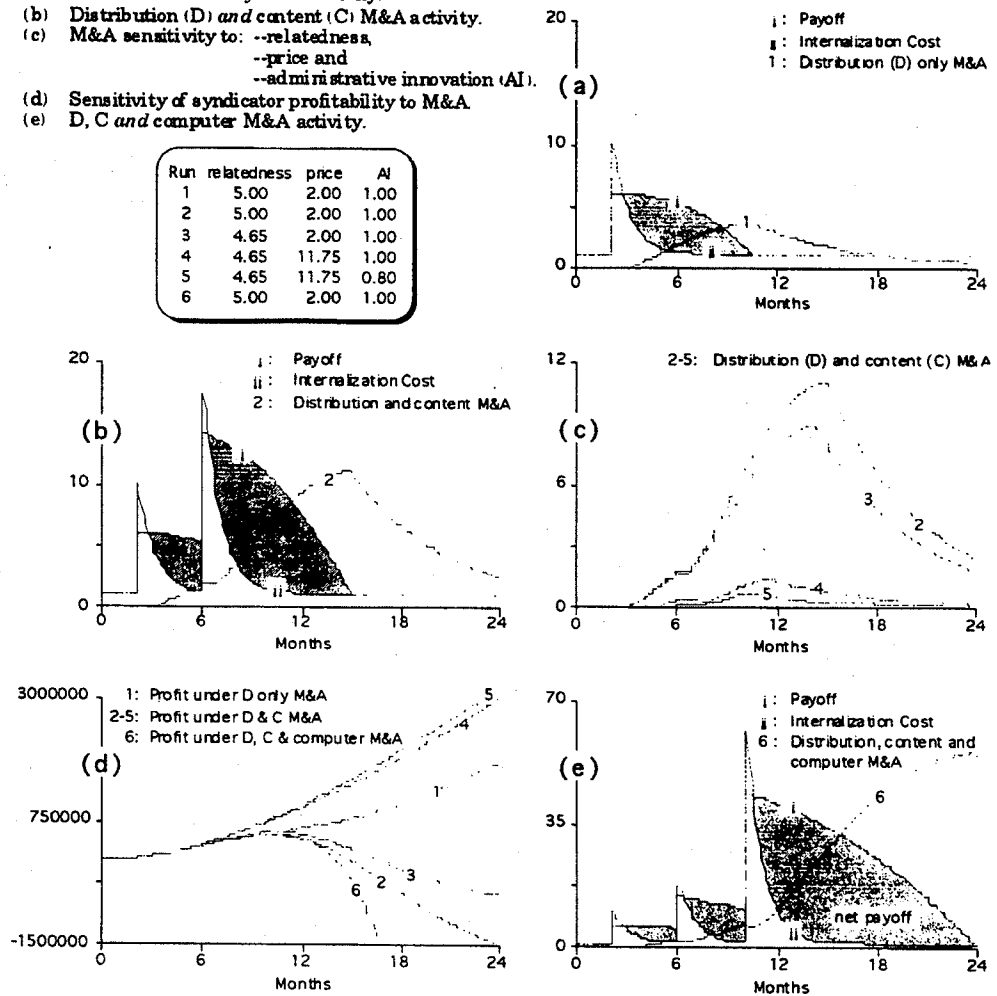 (b) Distribution (D) and content (C) M&A activity.
(c) M&A sensitivity to: --relatedness,
--price and
--administrative innovation (AI).
(d) Sensitivity of syndicator profitability to M&A.
(e) D, C and computer M&A activity.
Run relatedness price AI
1 5.00 2.00 1.00
2 5.00 2.00 1.00
3 4.65 2.00 1.00
4 4.65 11.75 1.00
5 4.65 11.75 0.80
6 5.00 2.00 1.00
(a)
i: Payoff
ii: Internalization Cost
1: Distribution (D) only M&A
20
10
0
i
1
ii
0 6 12 18 24
Months
(b)
i: Payoff
ii: Internalization Cost
2: Distribution and content M&A
20
10
0
i
2
ii
0 6 12 18 24
Months
(c)
2-5: Distribution (D) and content (C) M&A
12
6
0
3
2
4
5
0 6 12 18 24
Months
(d)
1: Profit under D only M&A
2-5: Profit under D & C M&A
6: Profit under D, C & computer M&A
3000000
750000
-1500000
5
4
1
3
2
6
0 6 12 18 24
Months
(e)
i: Payoff
ii: Internalization Cost
6: Distribution, content and
computer M&A
70
35
0
6
i
net payoff
ii
0 6 12 18 24
Months